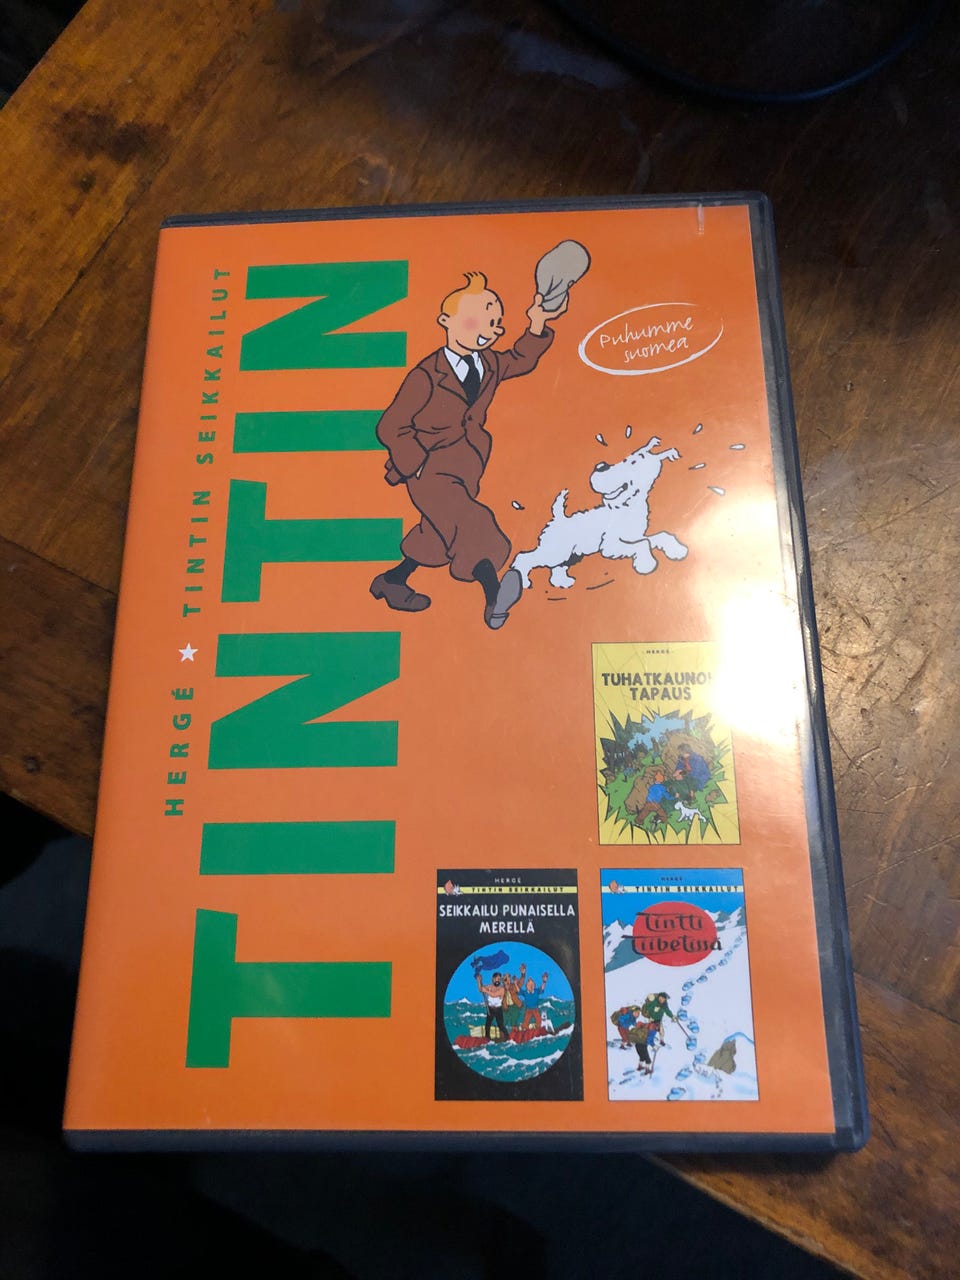 HERGÉ ★ TINTIN SEIKKAILUT
TINTIN
Puhumme
suomea
HERGÉ
TAPAUS
HERGÉ
TINTIN SEIKKAILUT
SEIKKAILU PUNAISELLA
MERELLÄ
HERGÉ
TINTIN SEIKKAILUT
Tintti
Tiibetissä